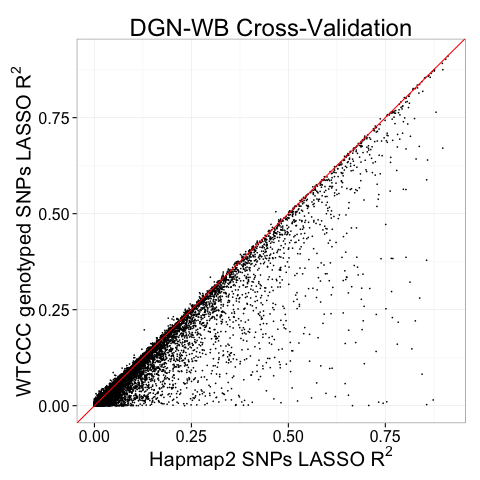 DGN-WB Cross-Validation
WTCCC genotyped SNPs LASSO R²
0.75
0.50
0.25
0.00
0.00 0.25 0.50 0.75
Hapmap2 SNPs LASSO R²